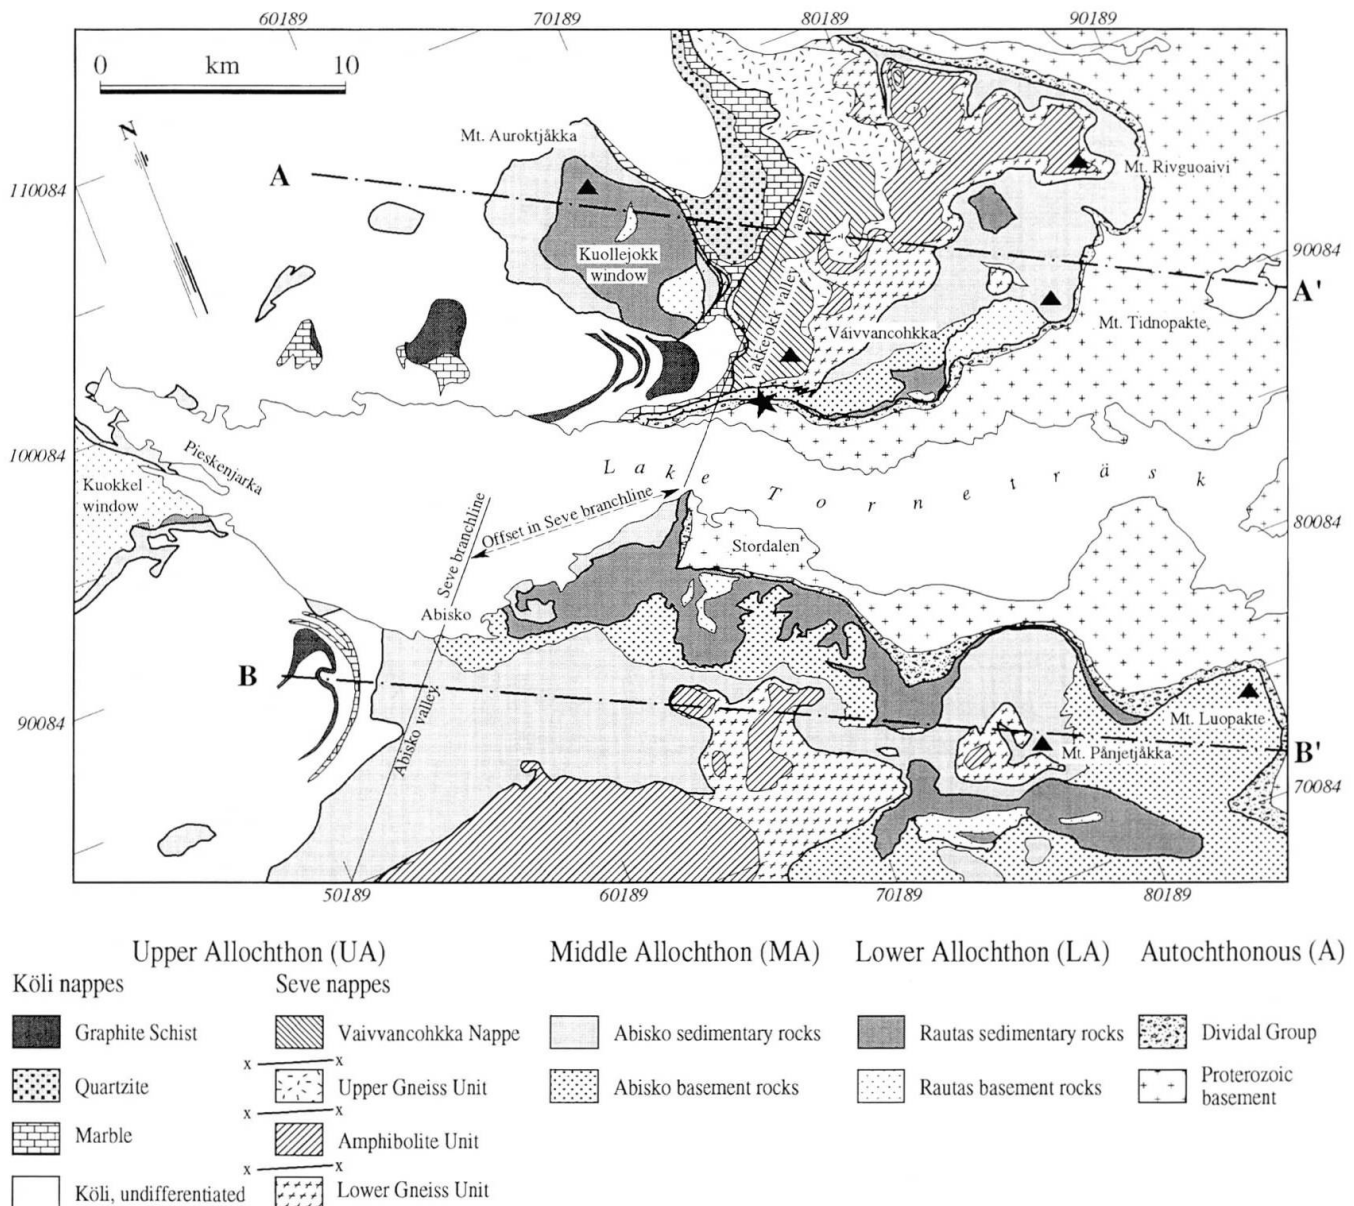 60189
70189
80189
90189
0 km 10
N
Mt. Auroktjåkka
Mt. Rivguoaivi
110084
A
Vaggi valley
90084
Kuollejokk
window
A'
Mt. Tidnopakte
Váivvancohkka
100084
Pieskenjarka
Lake Torneträsk
Kuokkel
window
80084
Offset in Seve branchline
Seve branchline
Stordalen
Abisko
B
90084
Abisko valley
Mt. Luopakte
Mt. Pånjetjåkka
B'
70084
50189
60189
70189
80189
Upper Allochthon (UA)
Middle Allochthon (MA)
Lower Allochthon (LA)
Autochthonous (A)
Köli nappes
Seve nappes
Graphite Schist
Vaivvancohkka Nappe
Abisko sedimentary rocks
Rautas sedimentary rocks
Dividal Group
x x
Quartzite
Upper Gneiss Unit
Abisko basement rocks
Rautas basement rocks
Proterozoic
basement
x x
Marble
Amphibolite Unit
x x
Köli, undifferentiated
Lower Gneiss Unit